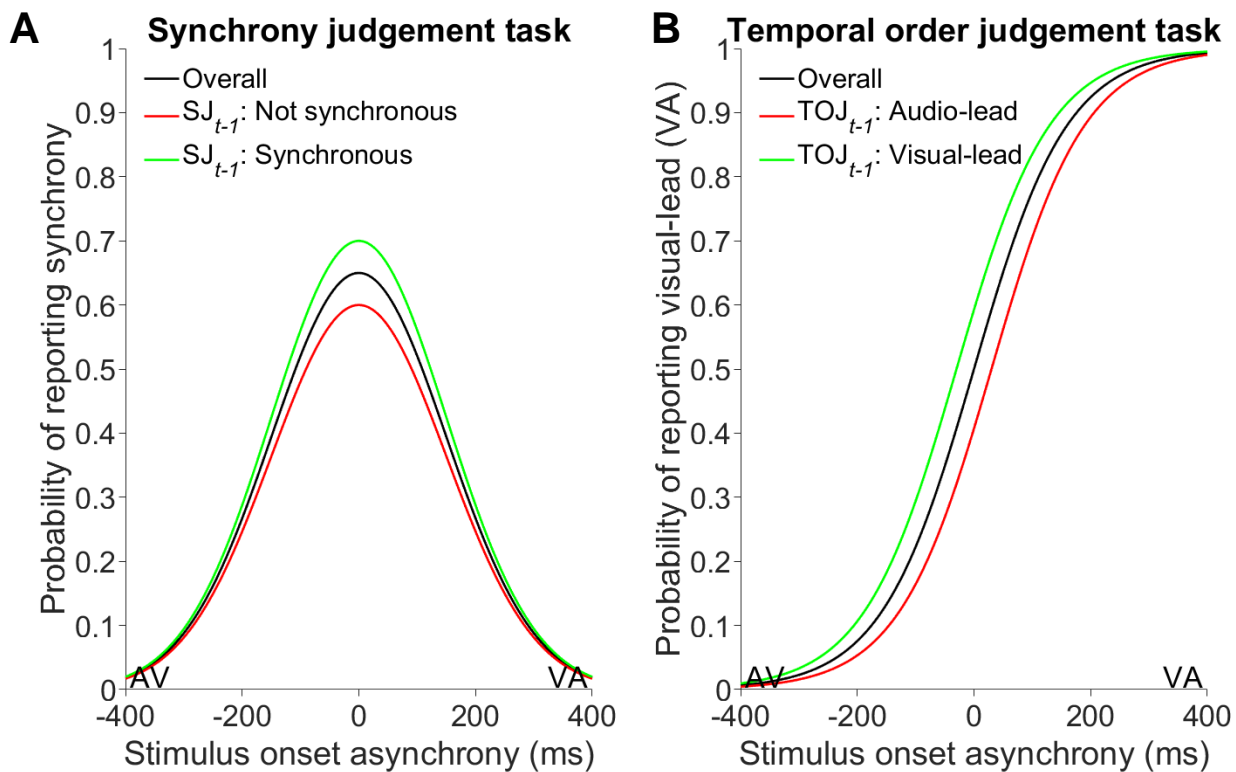 A
Synchrony judgement task
Overall
SJt-1: Not synchronous
SJt-1: Synchronous
Probability of reporting synchrony
1
0.9
0.8
0.7
0.6
0.5
0.4
0.3
0.2
0.1
0
AV
VA
-400
-200
0
200
400
Stimulus onset asynchrony (ms)
B
Temporal order judgement task
Overall
TOJt-1: Audio-lead
TOJt-1: Visual-lead
Probability of reporting visual-lead (VA)
1
0.9
0.8
0.7
0.6
0.5
0.4
0.3
0.2
0.1
0
AV
VA
-400
-200
0
200
400
Stimulus onset asynchrony (ms)